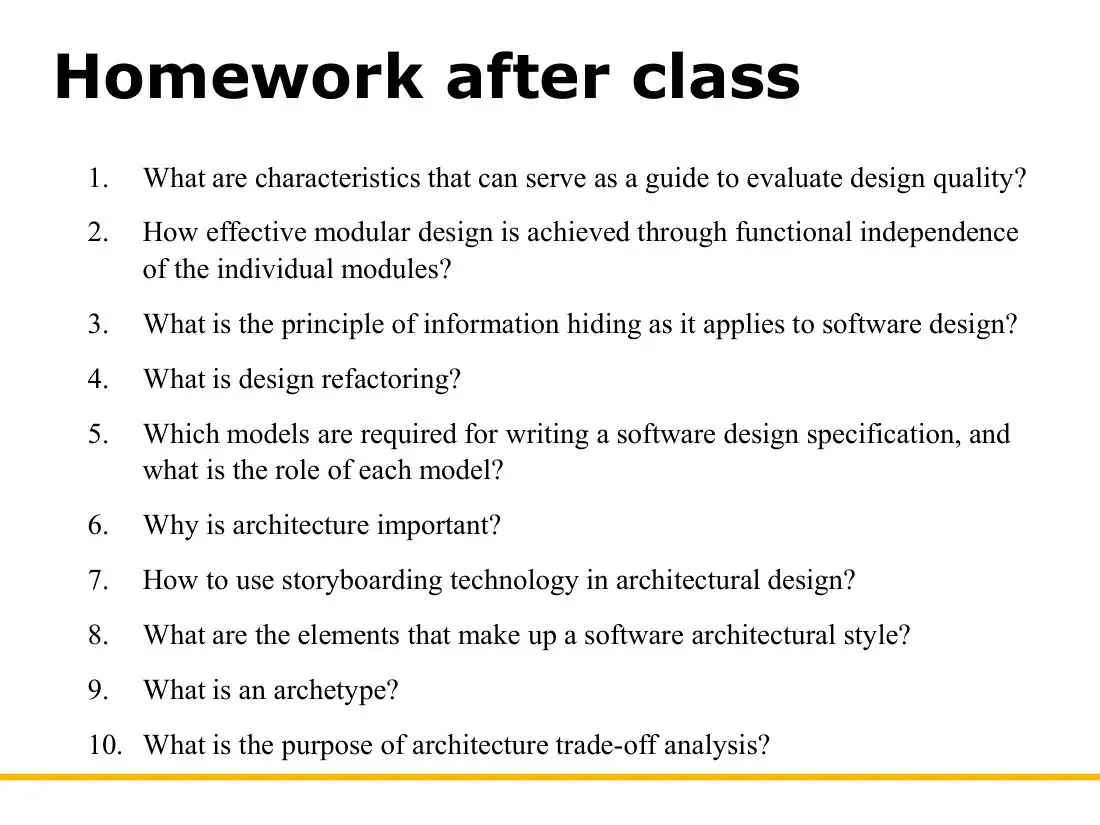 Homework after class
1. What are characteristics that can serve as a guide to evaluate design quality?
2. How effective modular design is achieved through functional independence
of the individual modules?
3. What is the principle of information hiding as it applies to software design?
4. What is design refactoring?
5. Which models are required for writing a software design specification, and
what is the role of each model?
6. Why is architecture important?
7. How to use storyboarding technology in architectural design?
8. What are the elements that make up a software architectural style?
9. What is an archetype?
10. What is the purpose of architecture trade-off analysis?